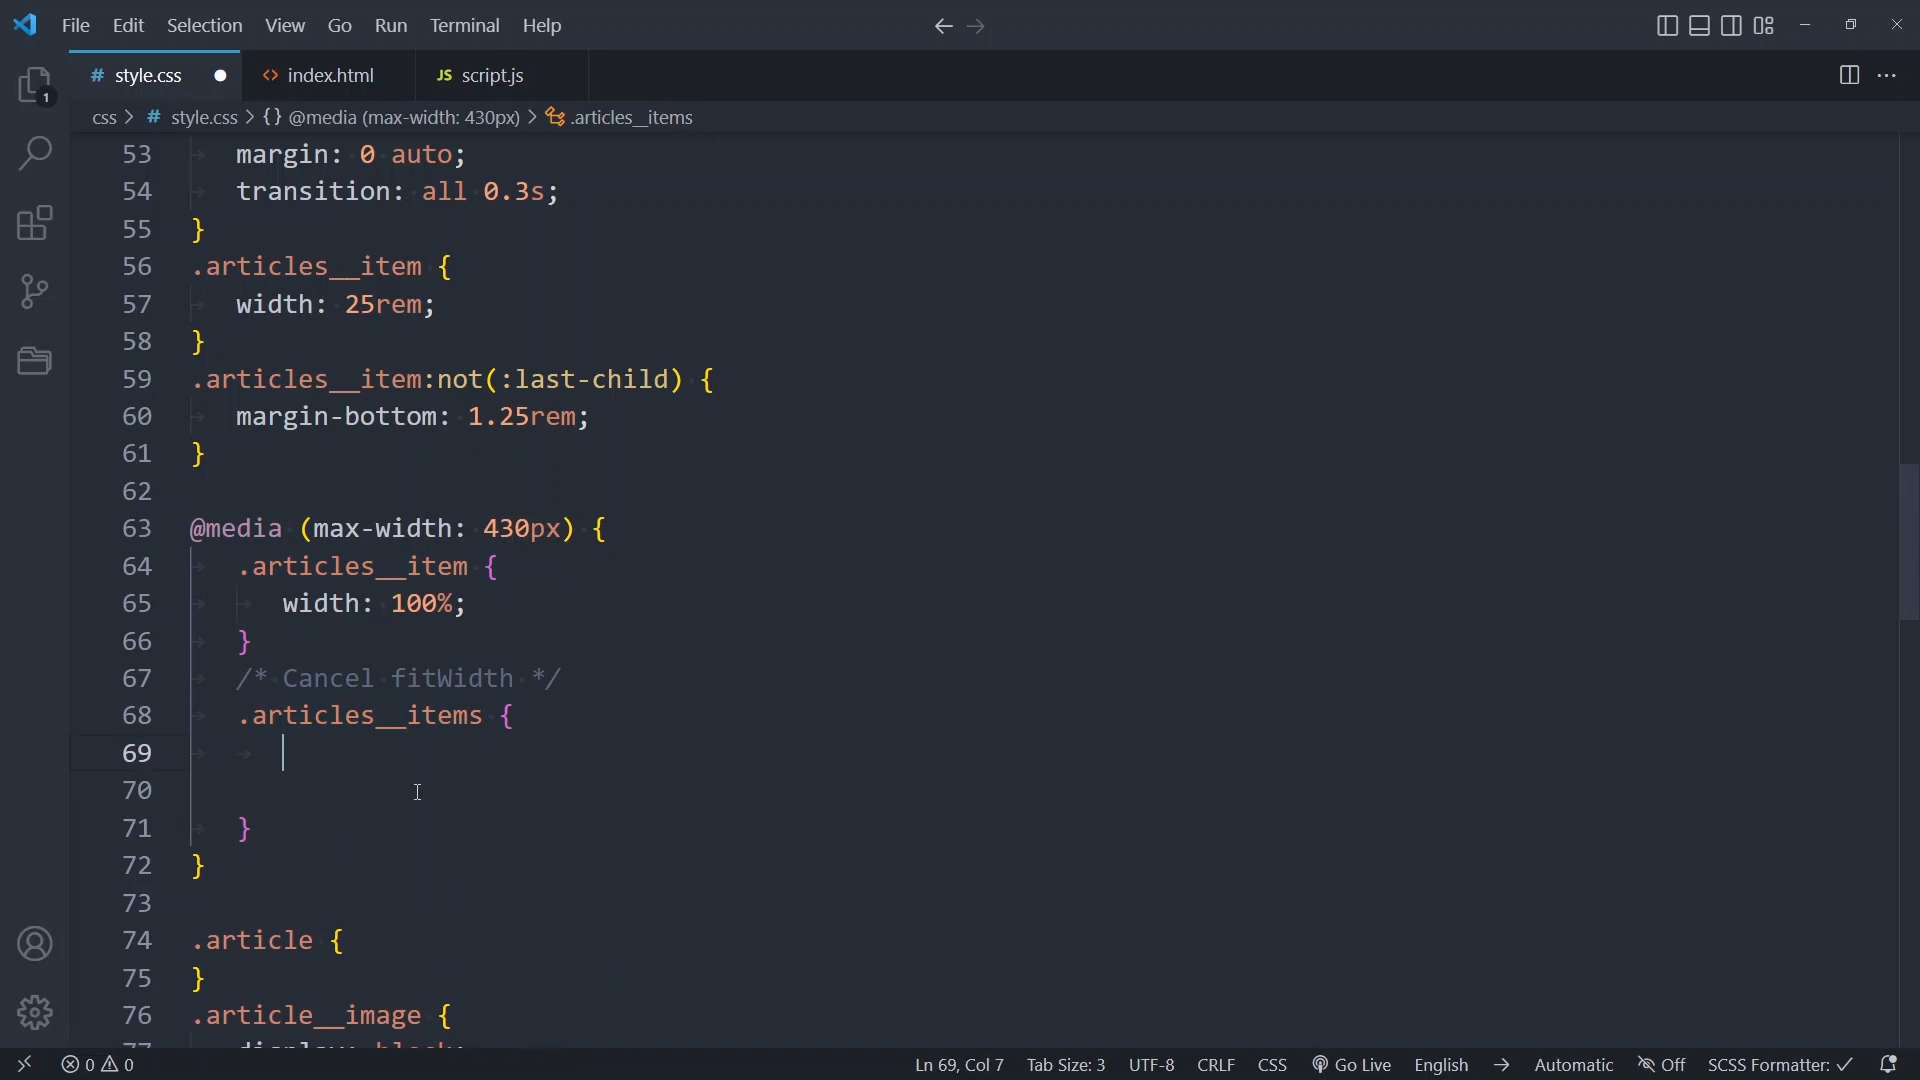 File Edit Selection View Go Run Terminal Help
# style.css <> index.html JS script.js
1
css > # style.css > {} @media (max-width: 430px) > .articles__items
53 margin: 0 auto;
54 transition: all 0.3s;
55 }
56 .articles__item {
57 width: 25rem;
58 }
59 .articles__item:not(:last-child) {
60 margin-bottom: 1.25rem;
61 }
62
63 @media (max-width: 430px) {
64 .articles__item {
65 width: 100%;
66 }
67 /* Cancel fitWidth */
68 .articles__items {
69
70
71 }
72 }
73
74 .article {
75 }
76 .article__image {
77 display: block;
0 0 Ln 69, Col 7 Tab Size: 3 UTF-8 CRLF CSS Go Live English Automatic Off SCSS Formatter: